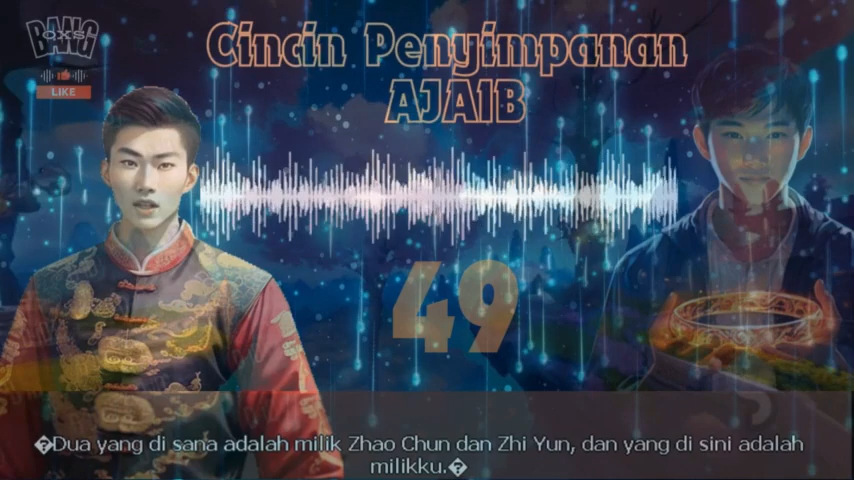 BANG
OXS
LIKE
Cincin Penyimpanan
AJAIB
49
�Dua yang di sana adalah milik Zhao Chun dan Zhi Yun, dan yang di sini adalah
milikku.�